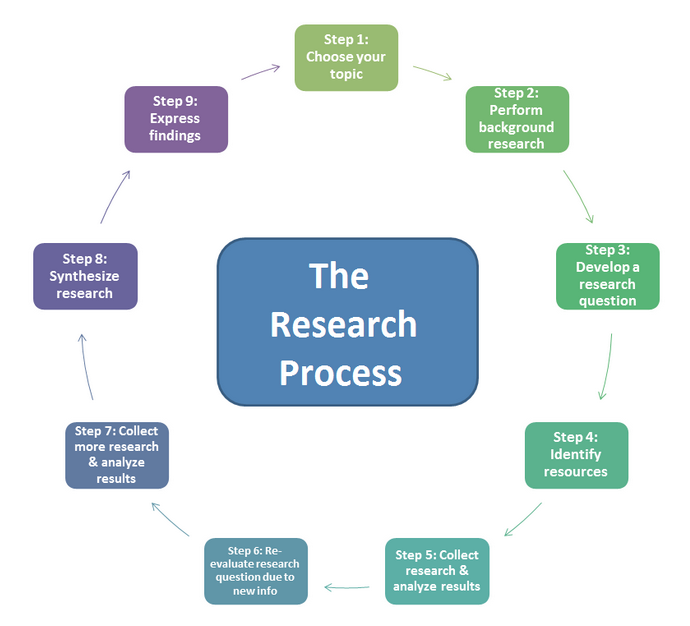 Step 1:
Choose your
topic
Step 2:
Perform
background
research
Step 3:
Develop a
research
question
Step 4:
Identify
resources
Step 5: Collect
research &
analyze results
Step 6: Re-
evaluate research
question due to
new info
Step 7: Collect
more research
& analyze
results
Step 8:
Synthesize
research
Step 9:
Express
findings
The
Research
Process